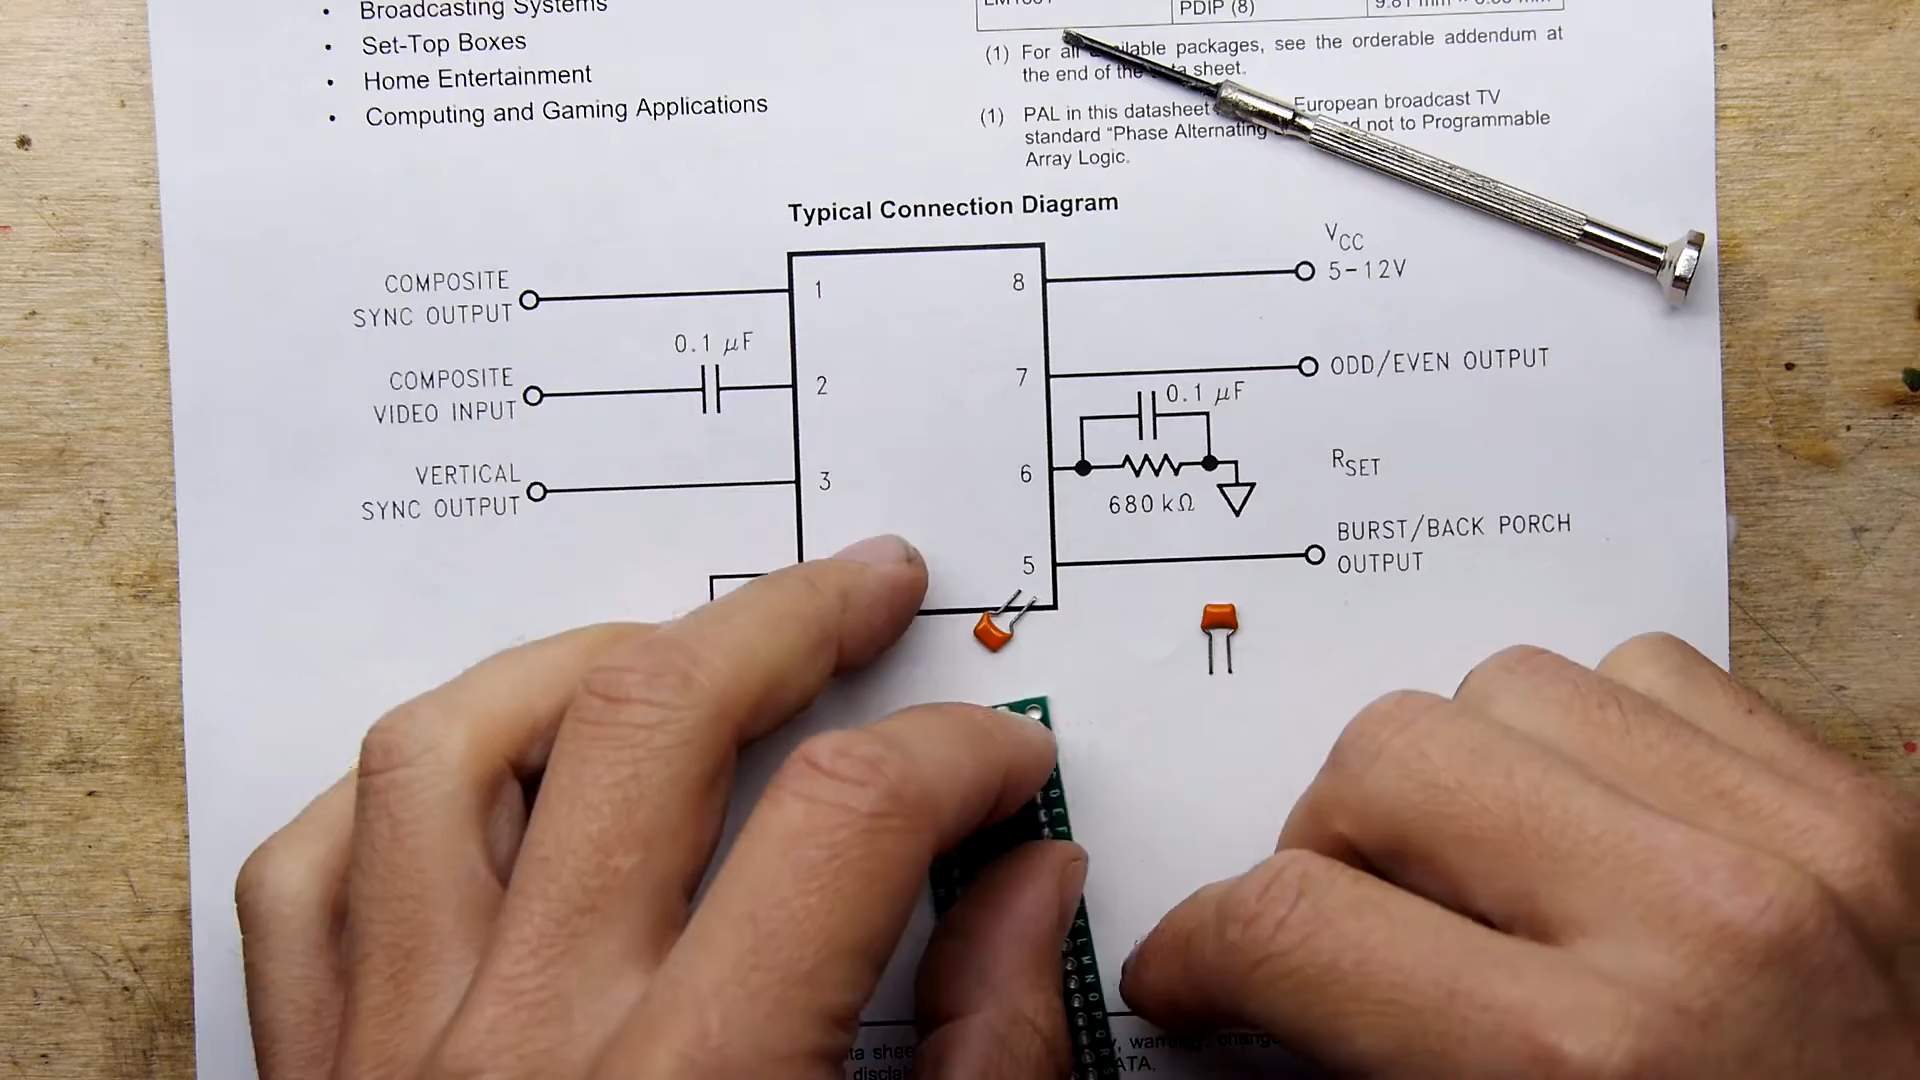 • Broadcasting Systems
• Set-Top Boxes
• Home Entertainment
• Computing and Gaming Applications
PDIP (8)
(1) For all available packages, see the orderable addendum at
the end of the data sheet.
(1) PAL in this datasheet European broadcast TV
standard “Phase Alternating and not to Programmable
Array Logic.
Typical Connection Diagram
COMPOSITE
SYNC OUTPUT
1
8
VCC
5-12V
0.1 µF
COMPOSITE
VIDEO INPUT
2
7
ODD/EVEN OUTPUT
0.1 µF
VERTICAL
SYNC OUTPUT
3
6
680 kΩ
RSET
5
BURST/BACK PORCH
OUTPUT
D
E
F
K
L
M
N
O
P
Q
R
S